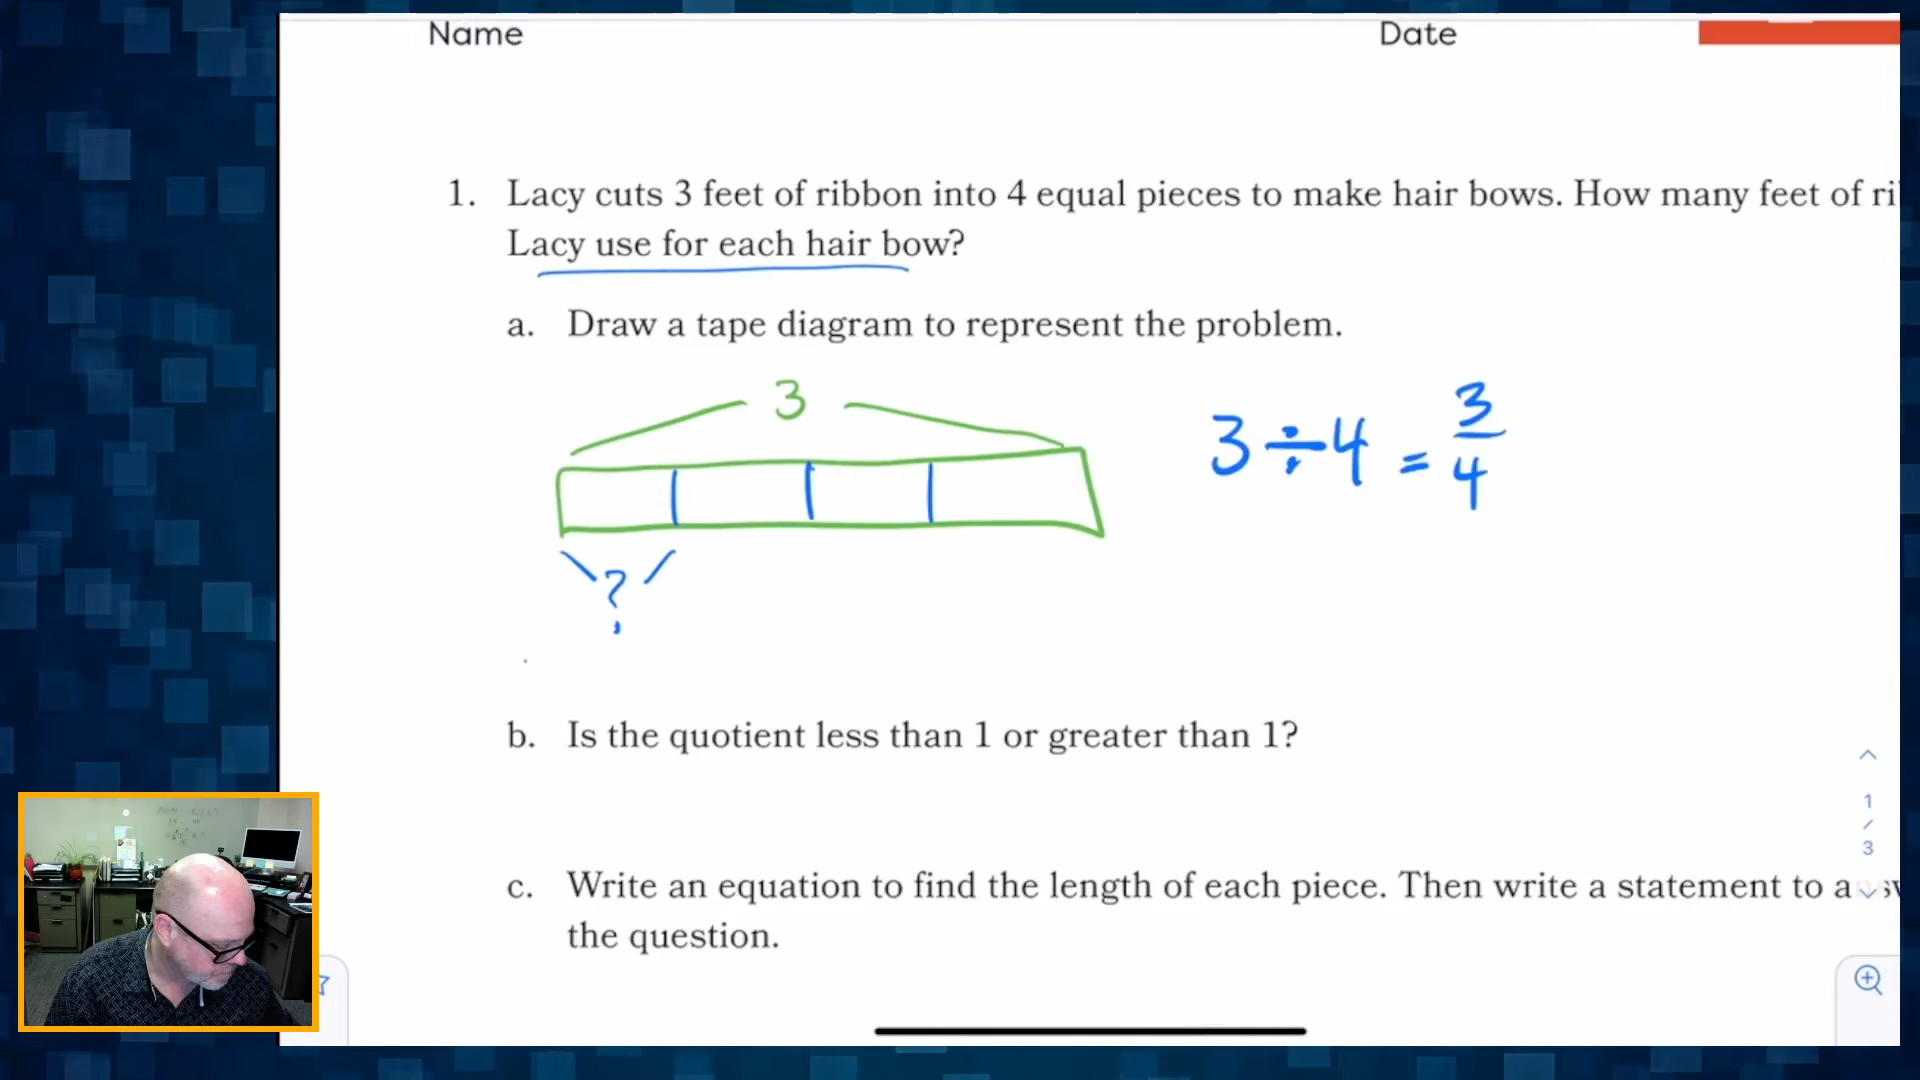 Name Date
1. Lacy cuts 3 feet of ribbon into 4 equal pieces to make hair bows. How many feet of ri
Lacy use for each hair bow?
a. Draw a tape diagram to represent the problem.
3
3 ÷ 4 = 3/4
?
b. Is the quotient less than 1 or greater than 1?
1
/
3
c. Write an equation to find the length of each piece. Then write a statement to
the question.